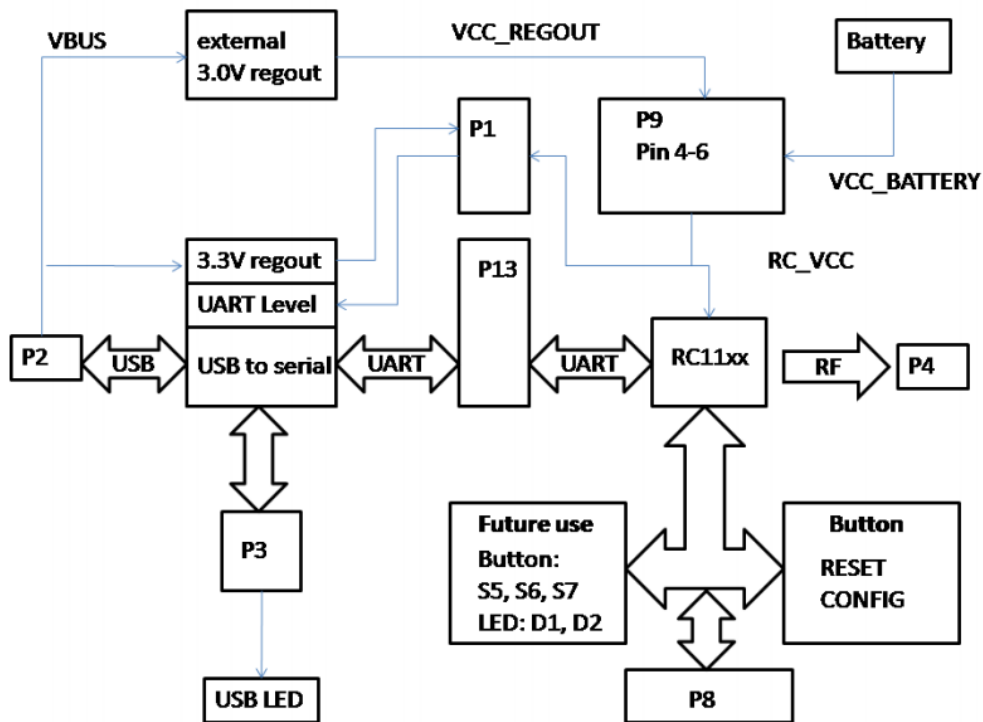 VBUS
external
3.0V regout
VCC_REGOUT
Battery
P1
P9
Pin 4-6
VCC_BATTERY
3.3V regout
P13
RC_VCC
UART Level
P2
USB
USB to serial
UART
UART
RC11xx
RF
P4
P3
Future use
Button:
S5, S6, S7
LED: D1, D2
Button
RESET
CONFIG
USB LED
P8